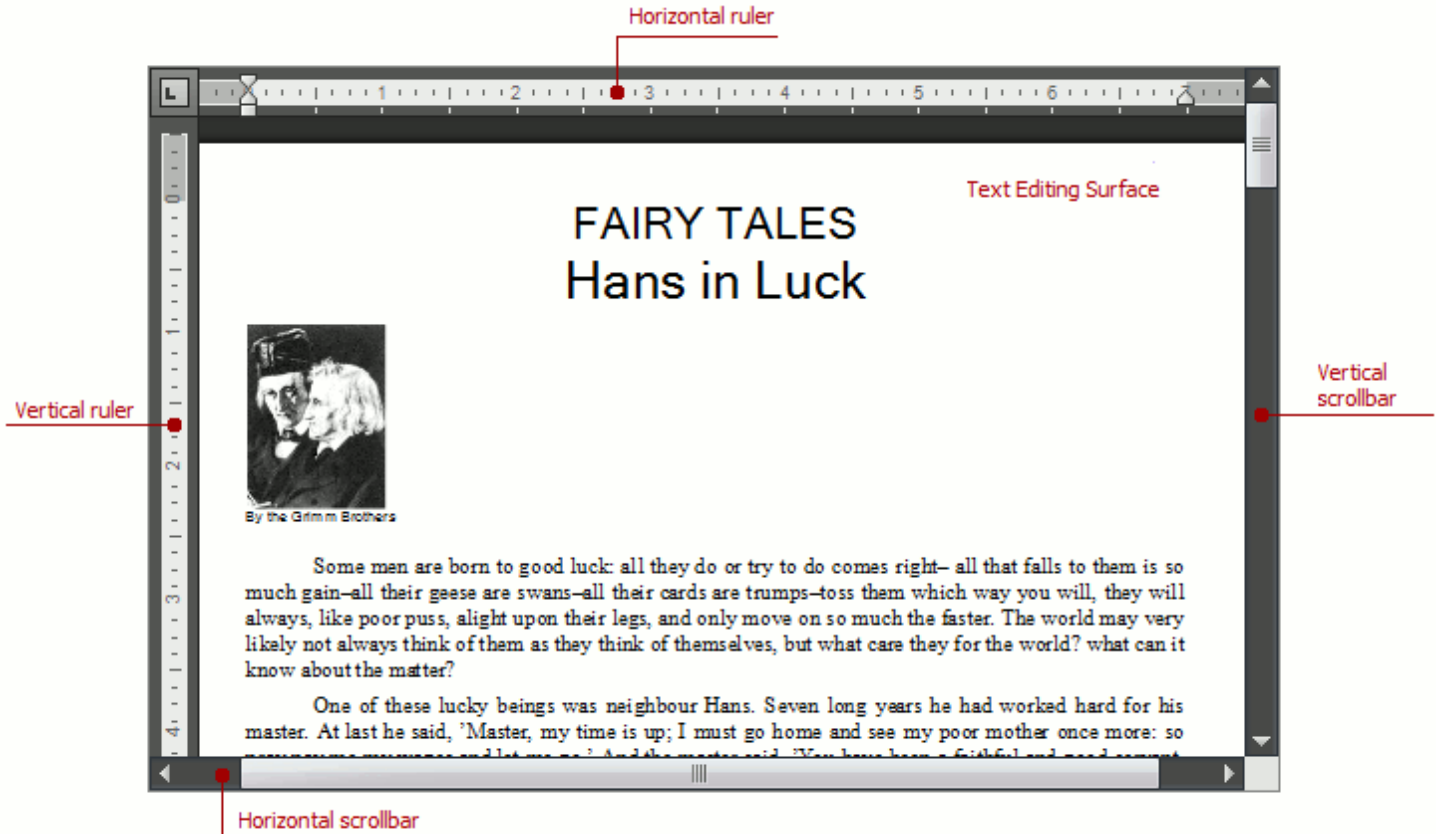 Horizontal ruler
L
1 2 3 4 5 6 7
Text Editing Surface
FAIRY TALES
Hans in Luck
0
1
2
3
4
Vertical ruler
Vertical
scrollbar
By the Grimm Brothers
Some men are born to good luck: all they do or try to do comes right– all that falls to them is so
much gain–all their geese are swans–all their cards are trumps–toss them which way you will, they will
always, like poor puss, alight upon their legs, and only move on so much the faster. The world may very
likely not always think of them as they think of themselves, but what care they for the world? what can it
know about the matter?
One of these lucky beings was neighbour Hans. Seven long years he had worked hard for his
master. At last he said, ’Master, my time is up; I must go home and see my poor mother once more: so
Horizontal scrollbar